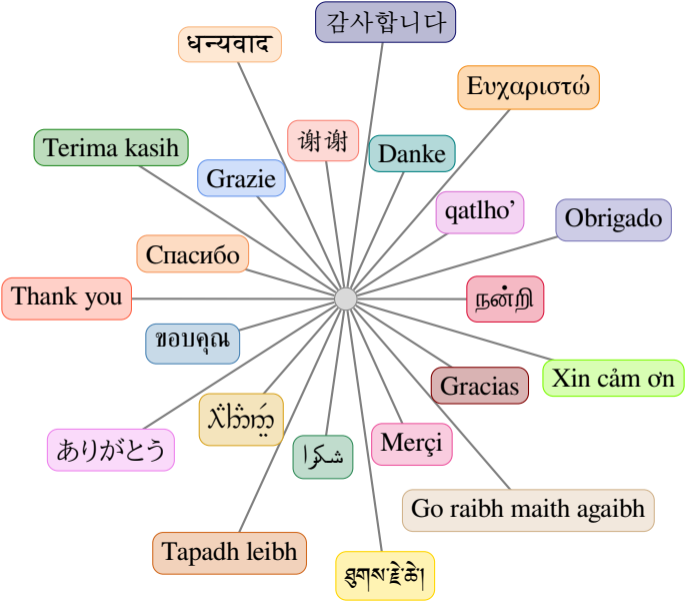 감사합니다
धन्यवाद
Ευχαριστώ
谢谢
Terima kasih
Danke
Grazie
qatlho’
Obrigado
Спасибо
Thank you
நன்றி
ขอบคุณ
Xin cảm ơn
Gracias
ありがとう
Merçi
شكرا
Go raibh maith agaibh
Tapadh leibh
ཐུགས་རྗེ་ཆེ།